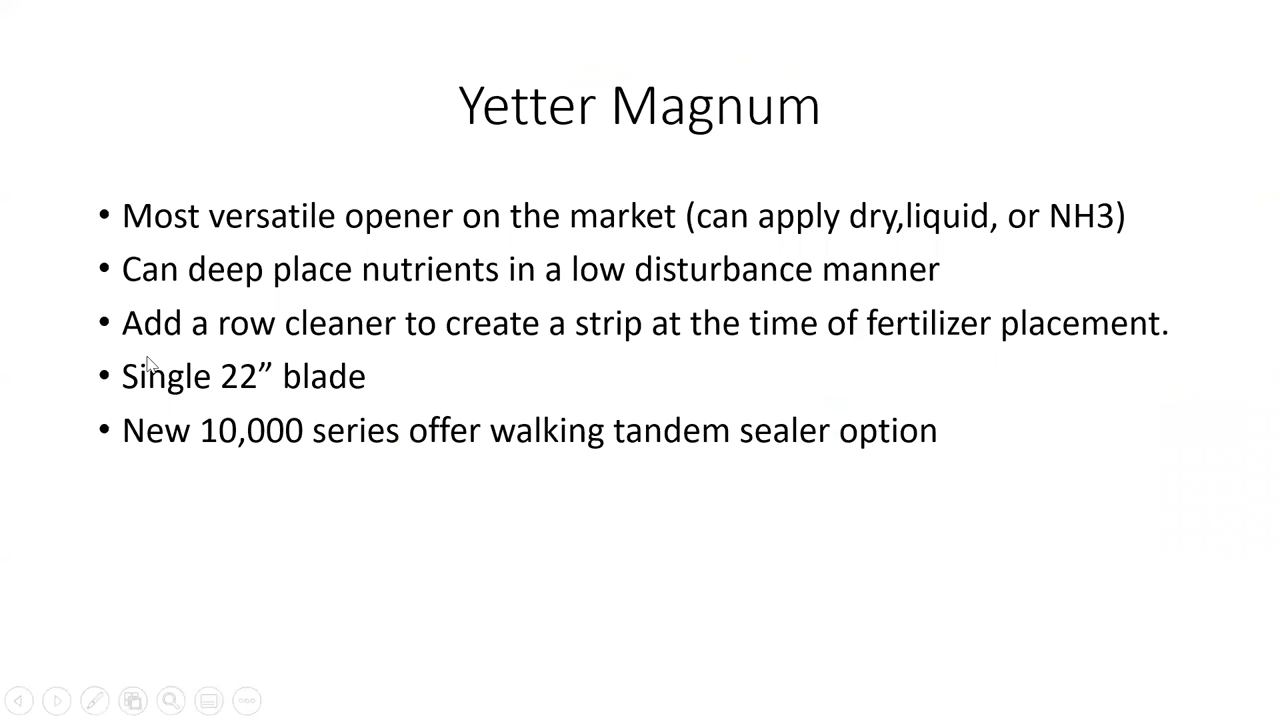 Yetter Magnum
• Most versatile opener on the market (can apply dry,liquid, or NH3)
• Can deep place nutrients in a low disturbance manner
• Add a row cleaner to create a strip at the time of fertilizer placement.
• Single 22” blade
• New 10,000 series offer walking tandem sealer option